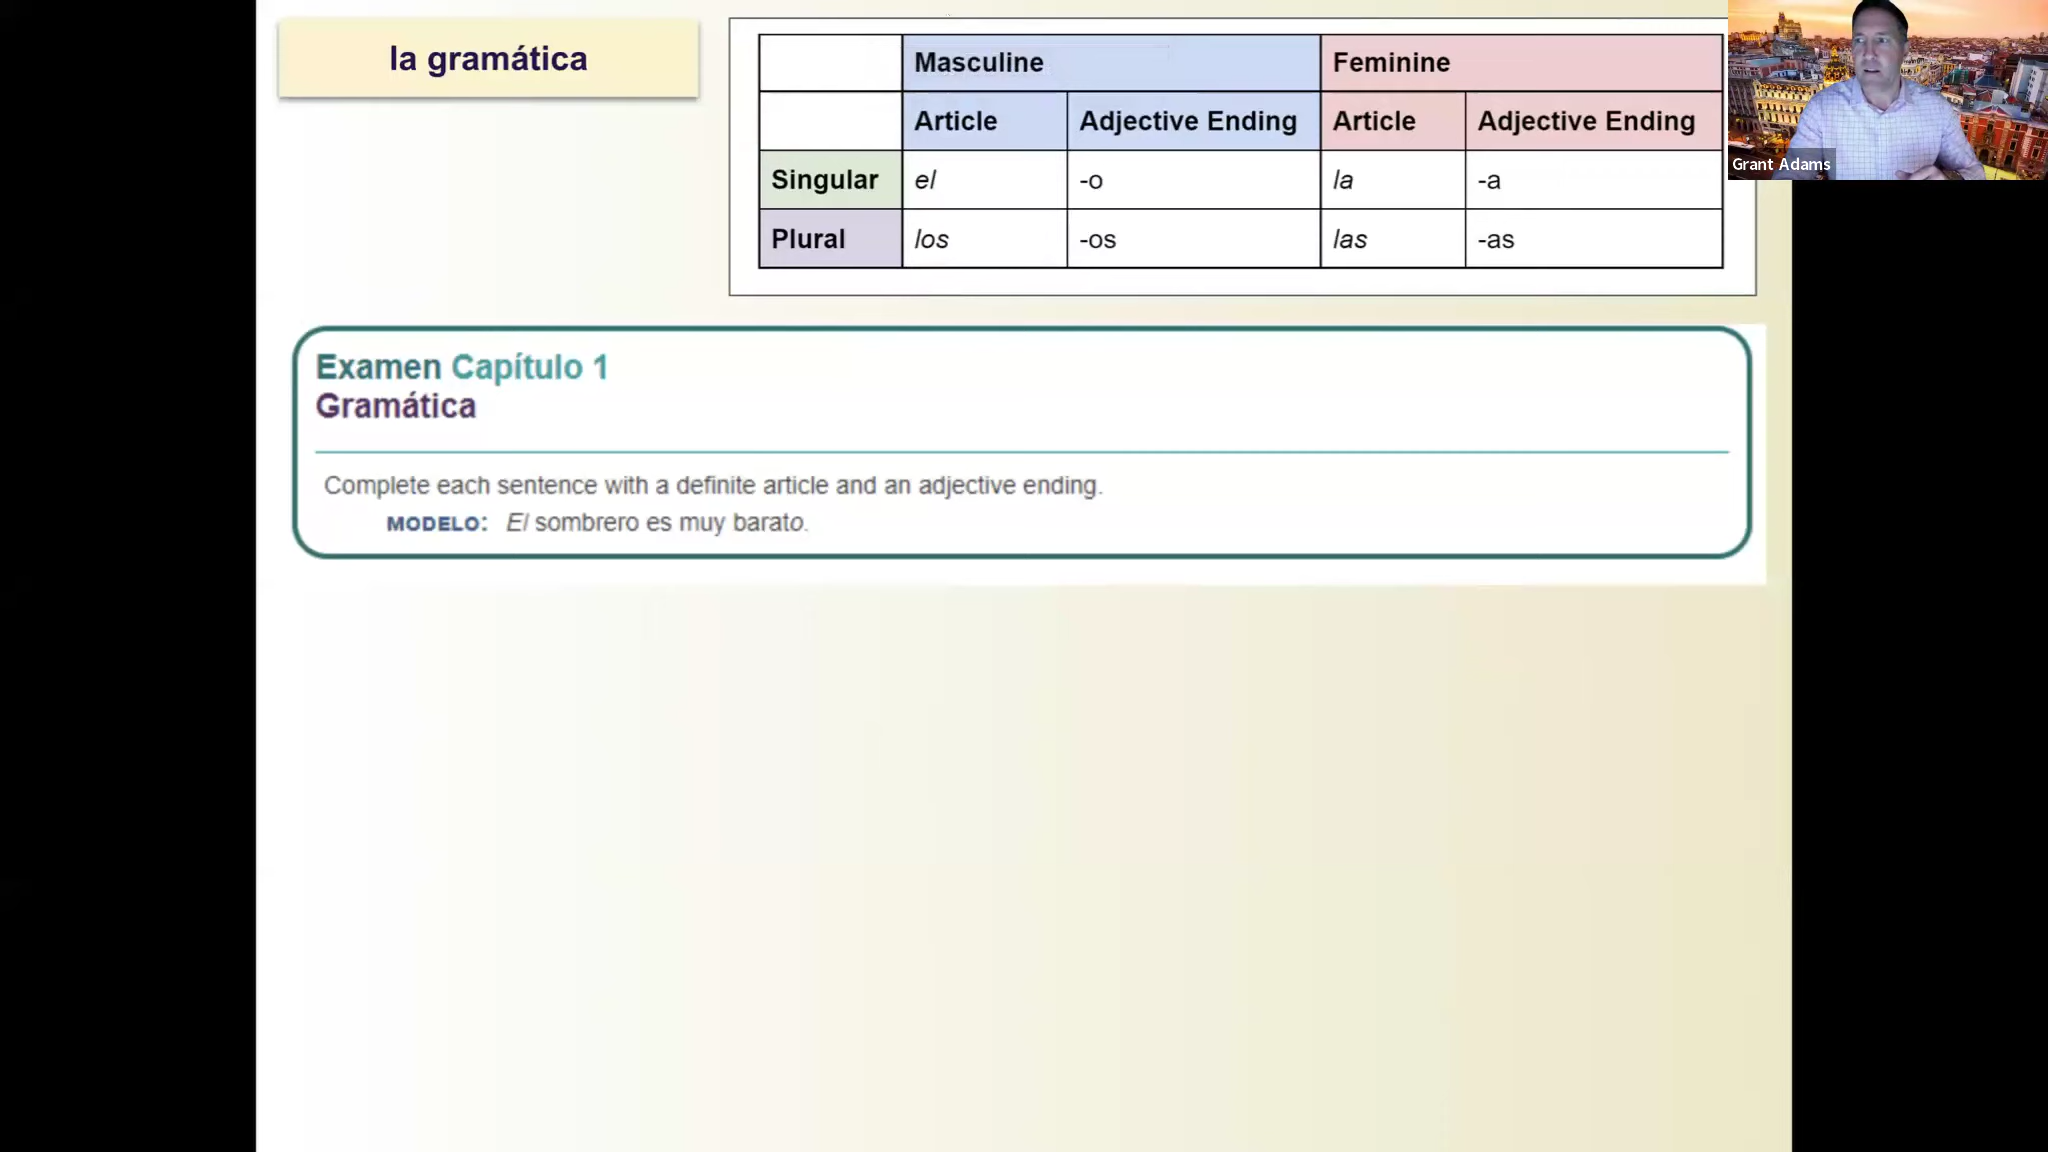 la gramática
Masculine Feminine
Article Adjective Ending Article Adjective Ending
Singular el -o la -a
Plural los -os las -as
Grant Adams
Examen Capítulo 1
Gramática
Complete each sentence with a definite article and an adjective ending.
MODELO: El sombrero es muy barato.